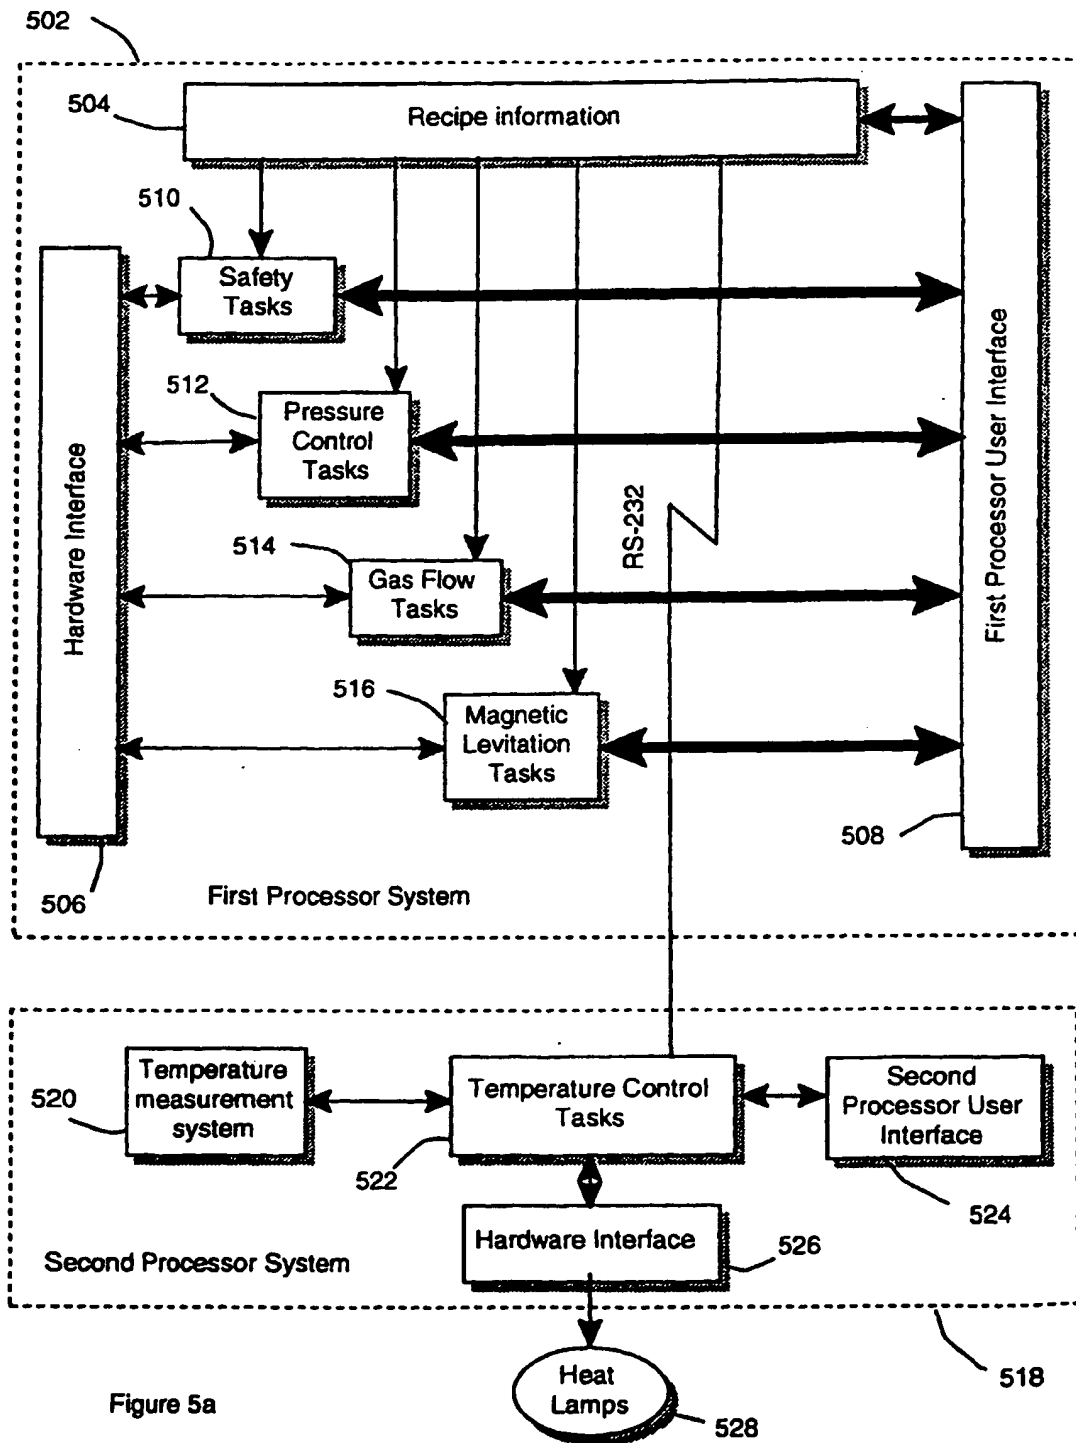 502
504
Recipe information
510
Safety
Tasks
512
Pressure
Control
Tasks
514
Gas Flow
Tasks
516
Magnetic
Levitation
Tasks
Hardware Interface
RS-232
First Processor User Interface
508
506
First Processor System
520
Temperature
measurement
system
Temperature Control
Tasks
522
Second
Processor User
Interface
524
Hardware Interface
526
Second Processor System
518
Heat
Lamps
528
Figure 5a